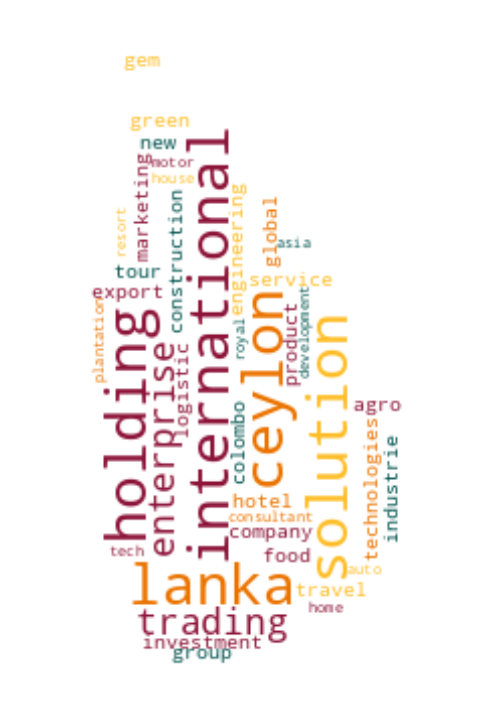 gem
green
new
motor
marketing
house
international
engineering
construction
global
resort
asia
tour
service
export
plantation
holding
ceylon
development
product
royal
solution
enterprise
logistic
colombo
agro
technologies
industrie
hotel
consultant
company
tech
food
lanka
auto
travel
home
trading
investment
group